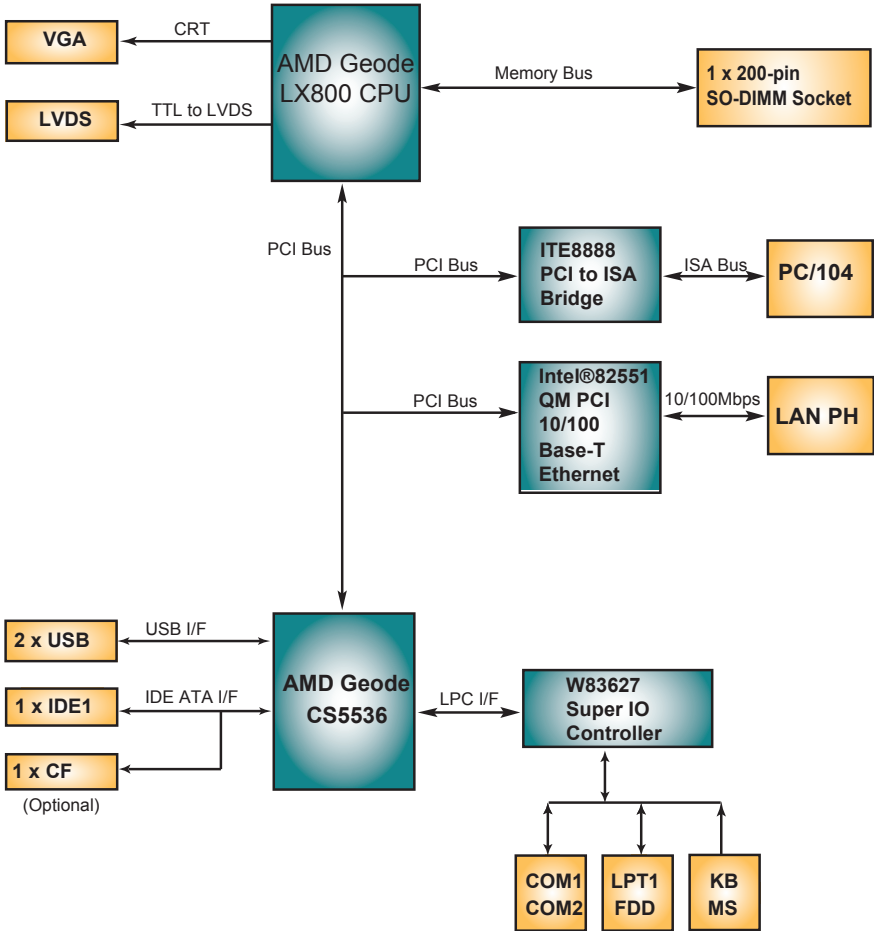 VGA
CRT
AMD Geode
LX800 CPU
Memory Bus
1 x 200-pin
SO-DIMM Socket
LVDS
TTL to LVDS
PCI Bus
PCI Bus
ITE8888
PCI to ISA
Bridge
ISA Bus
PC/104
PCI Bus
Intel®82551
QM PCI
10/100
Base-T
Ethernet
10/100Mbps
LAN PH
2 x USB
USB I/F
1 x IDE1
IDE ATA I/F
1 x CF
(Optional)
AMD Geode
CS5536
LPC I/F
W83627
Super IO
Controller
COM1
COM2
LPT1
FDD
KB
MS